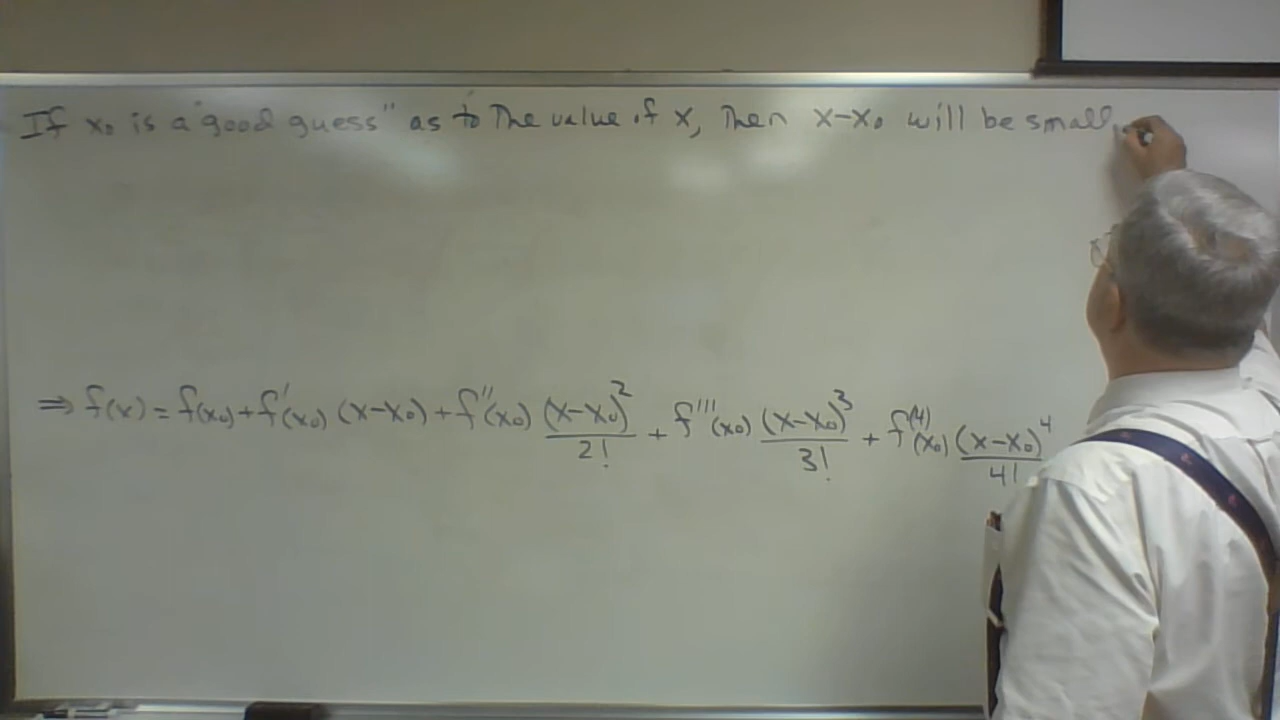 If x₀ is a "good guess" as to The value of x, Then x-x₀ will be small,
⇒ f(x) = f(x₀) + f'(x₀) (x-x₀) + f''(x₀) (x-x₀)²/2! + f'''(x₀) (x-x₀)³/3! + f⁽⁴⁾(x₀) (x-x₀)⁴/4!